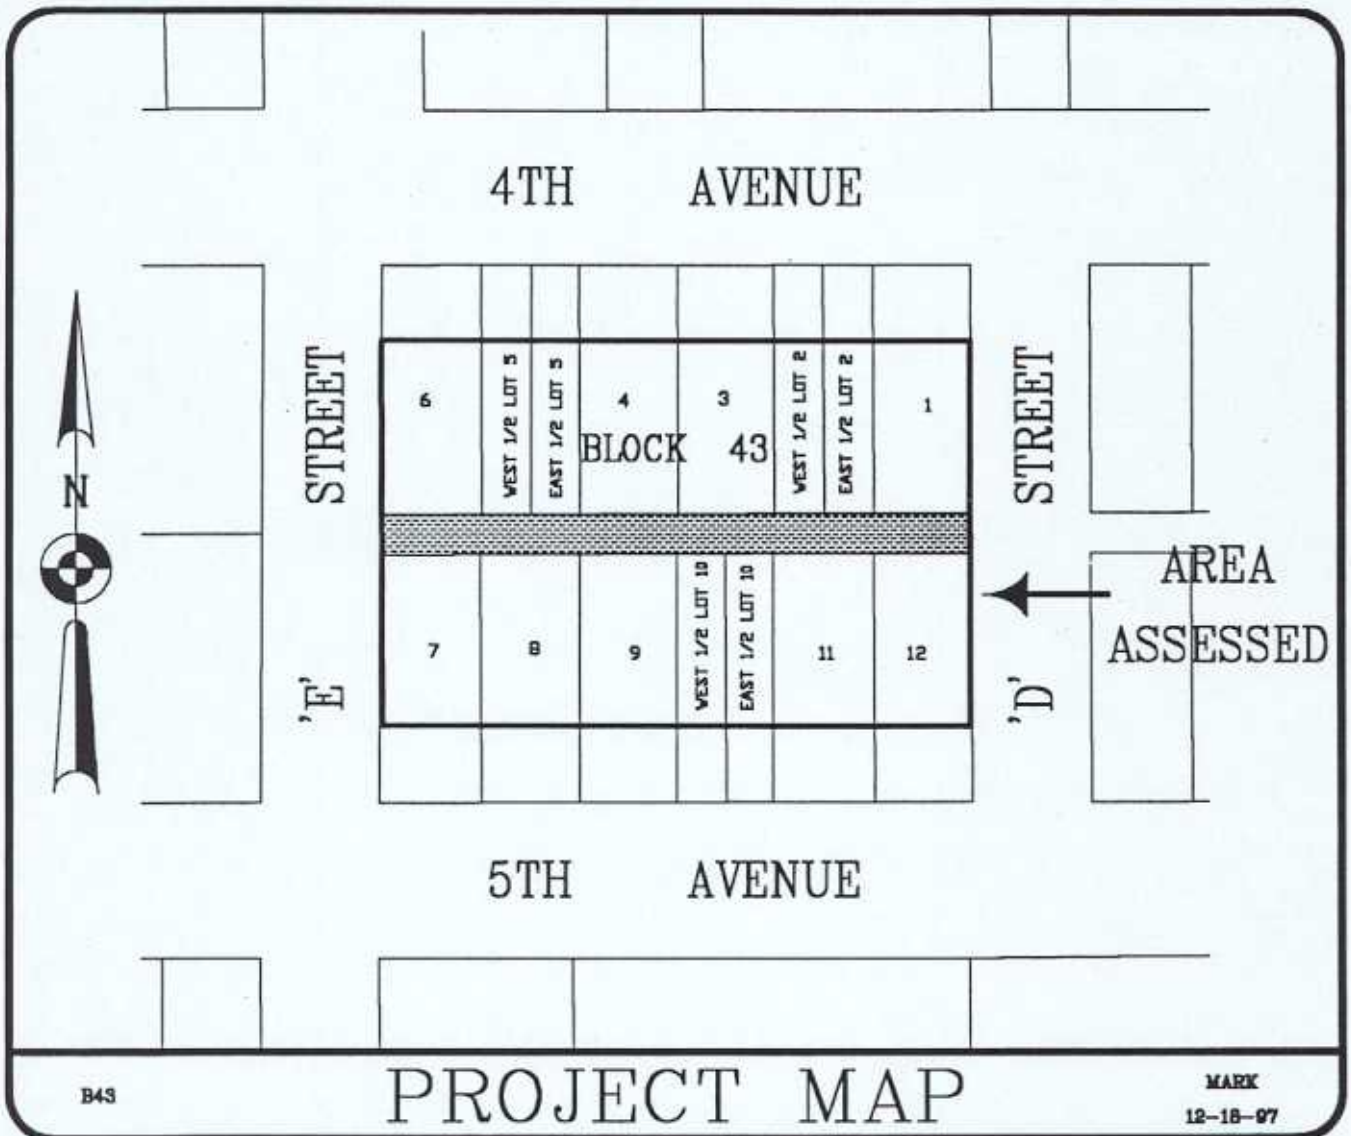 4TH AVENUE
STREET
'E'
N
6
WEST 1/2 LOT 5
EAST 1/2 LOT 5
4
3
WEST 1/2 LOT 2
EAST 1/2 LOT 2
1
BLOCK 43
STREET
'D'
AREA
ASSESSED
7
8
9
WEST 1/2 LOT 10
EAST 1/2 LOT 10
11
12
5TH AVENUE
B43
PROJECT MAP
MARK
12-18-97